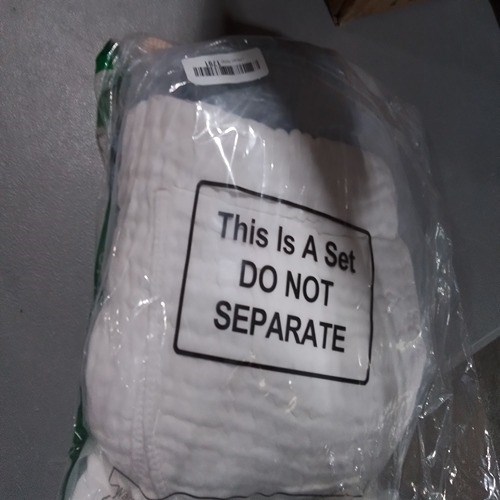 This Is A Set
DO NOT
SEPARATE